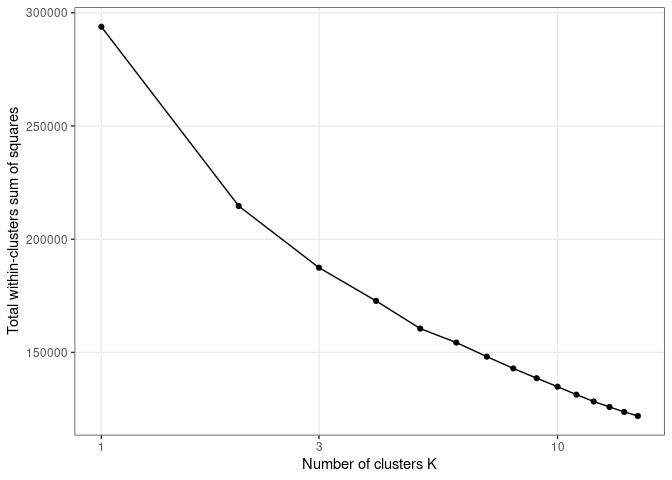 300000
250000
200000
150000
Total within-clusters sum of squares
1 3 10
Number of clusters K